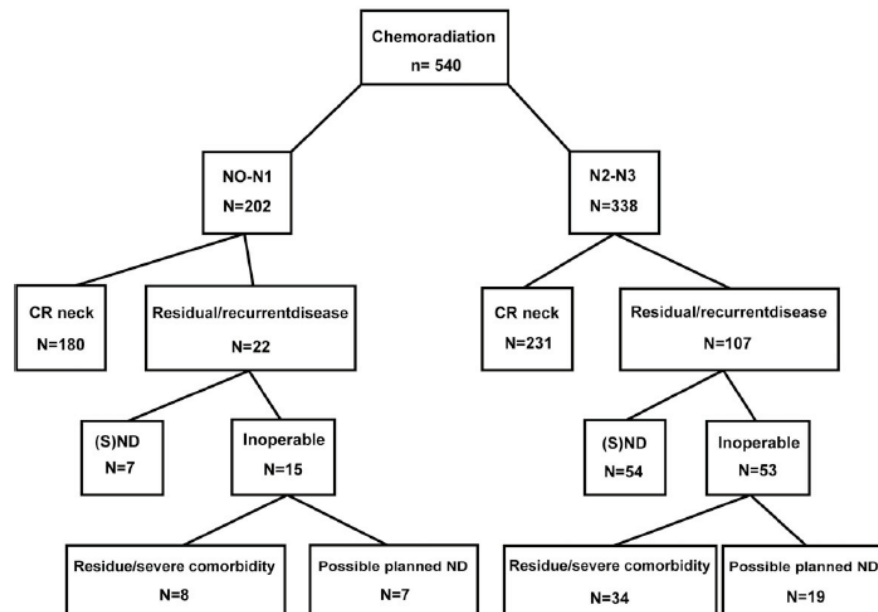 Chemoradiation
n= 540
NO-N1
N=202
N2-N3
N=338
CR neck
N=180
Residual/recurrentdisease
N=22
CR neck
N=231
Residual/recurrentdisease
N=107
(S)ND
N=7
Inoperable
N=15
(S)ND
N=54
Inoperable
N=53
Residue/severe comorbidity
N=8
Possible planned ND
N=7
Residue/severe comorbidity
N=34
Possible planned ND
N=19